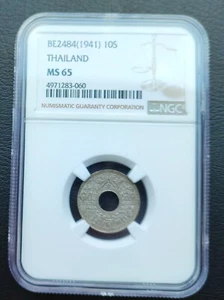 BE2484(1941) 10S
THAILAND
MS 65
4971283-060
NUMISMATIC GUARANTY CORPORATION
NGC